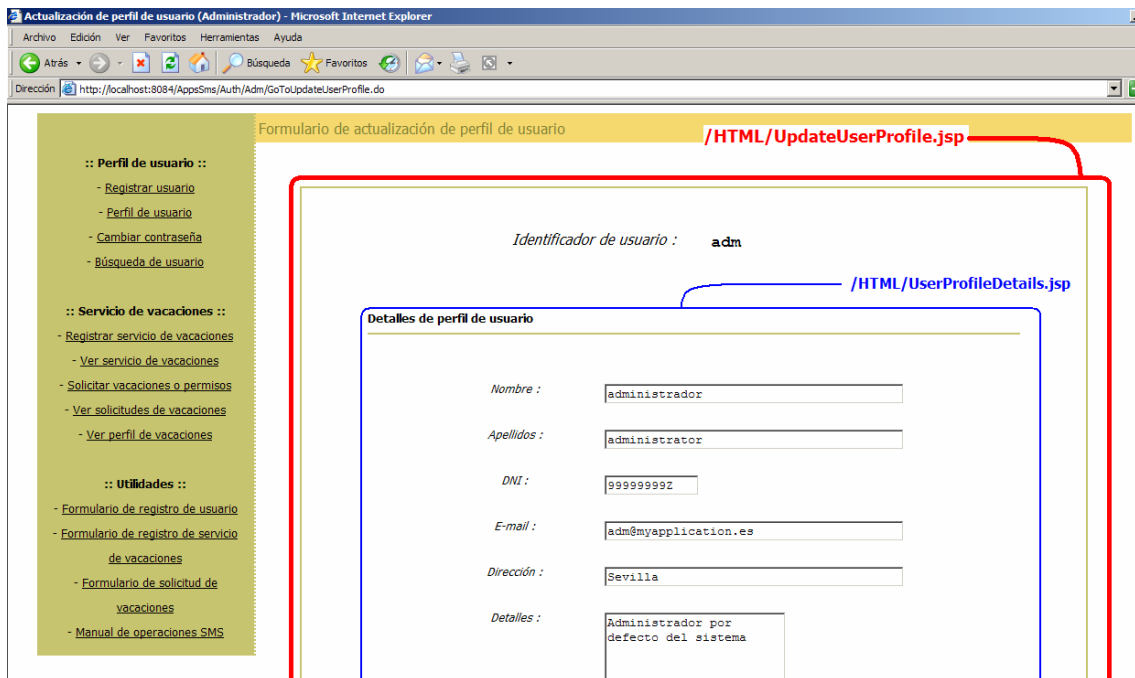 Actualización de perfil de usuario (Administrador) - Microsoft Internet Explorer
Archivo Edición Ver Favoritos Herramientas Ayuda
Atrás Búsqueda Favoritos
Dirección http://localhost:8084/AppsSms/Auth/Adm/GoToUpdateUserProfile.do
Formulario de actualización de perfil de usuario
/HTML/UpdateUserProfile.jsp
:: Perfil de usuario ::
- Registrar usuario
- Perfil de usuario
- Cambiar contraseña
- Búsqueda de usuario
:: Servicio de vacaciones ::
- Registrar servicio de vacaciones
- Ver servicio de vacaciones
- Solicitar vacaciones o permisos
- Ver solicitudes de vacaciones
- Ver perfil de vacaciones
:: Utilidades ::
- Formulario de registro de usuario
- Formulario de registro de servicio
de vacaciones
- Formulario de solicitud de
vacaciones
- Manual de operaciones SMS
Identificador de usuario : adm
/HTML/UserProfileDetails.jsp
Detalles de perfil de usuario
Nombre : administrador
Apellidos : administrator
DNI : 99999999Z
E-mail : adm@myapplication.es
Dirección : Sevilla
Detalles : Administrador por
defecto del sistema